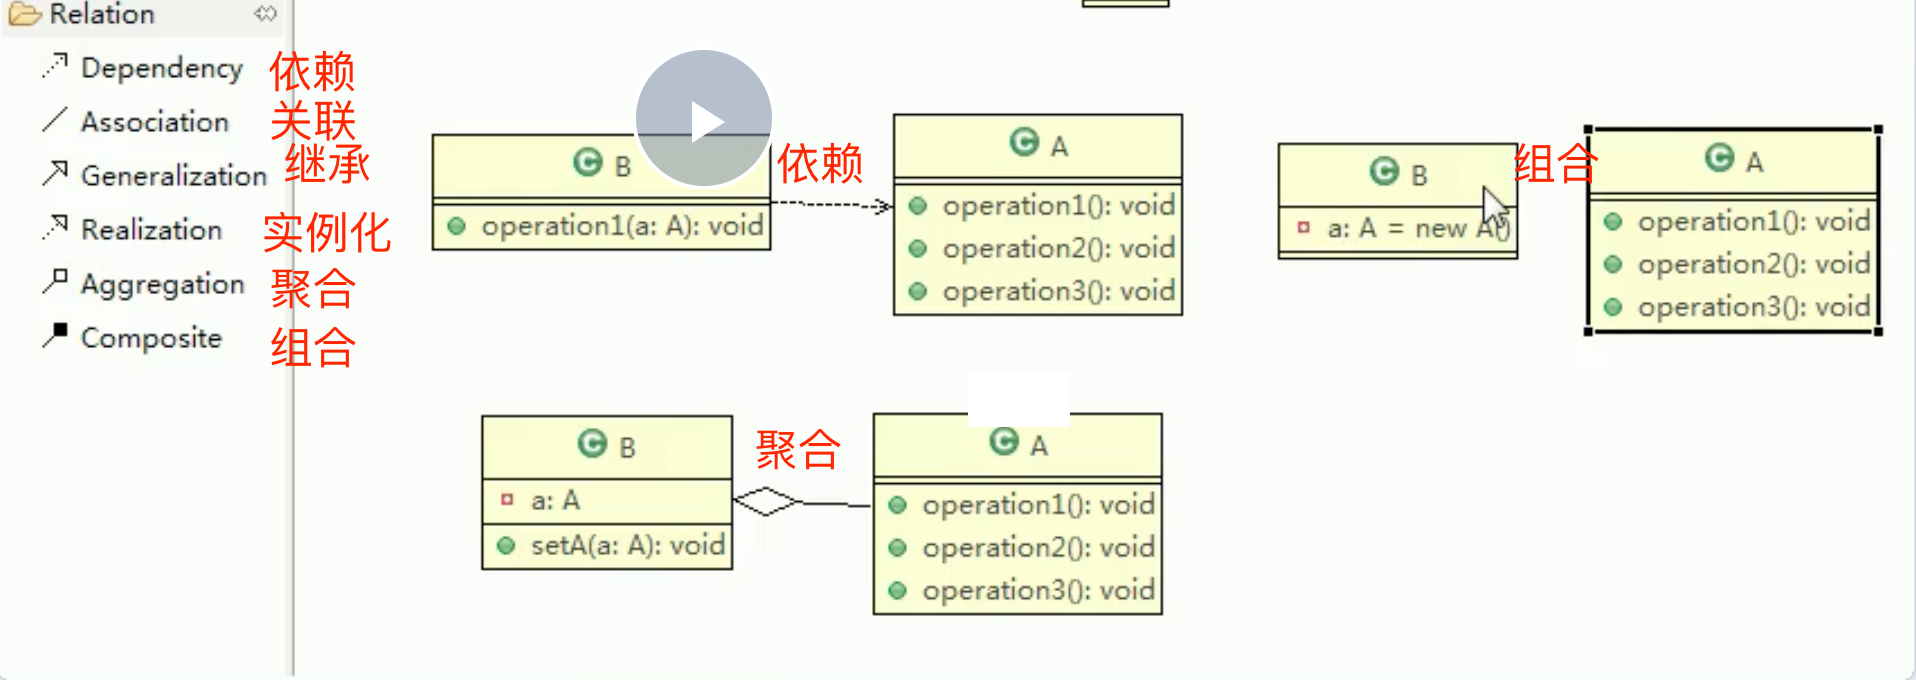 Relation
Dependency 依赖
Association 关联
Generalization 继承
Realization 实例化
Aggregation 聚合
Composite 组合
B
operation1(a: A): void
依赖
A
operation1(): void
operation2(): void
operation3(): void
B
a: A = new A()
组合
A
operation1(): void
operation2(): void
operation3(): void
B
a: A
setA(a: A): void
聚合
A
operation1(): void
operation2(): void
operation3(): void